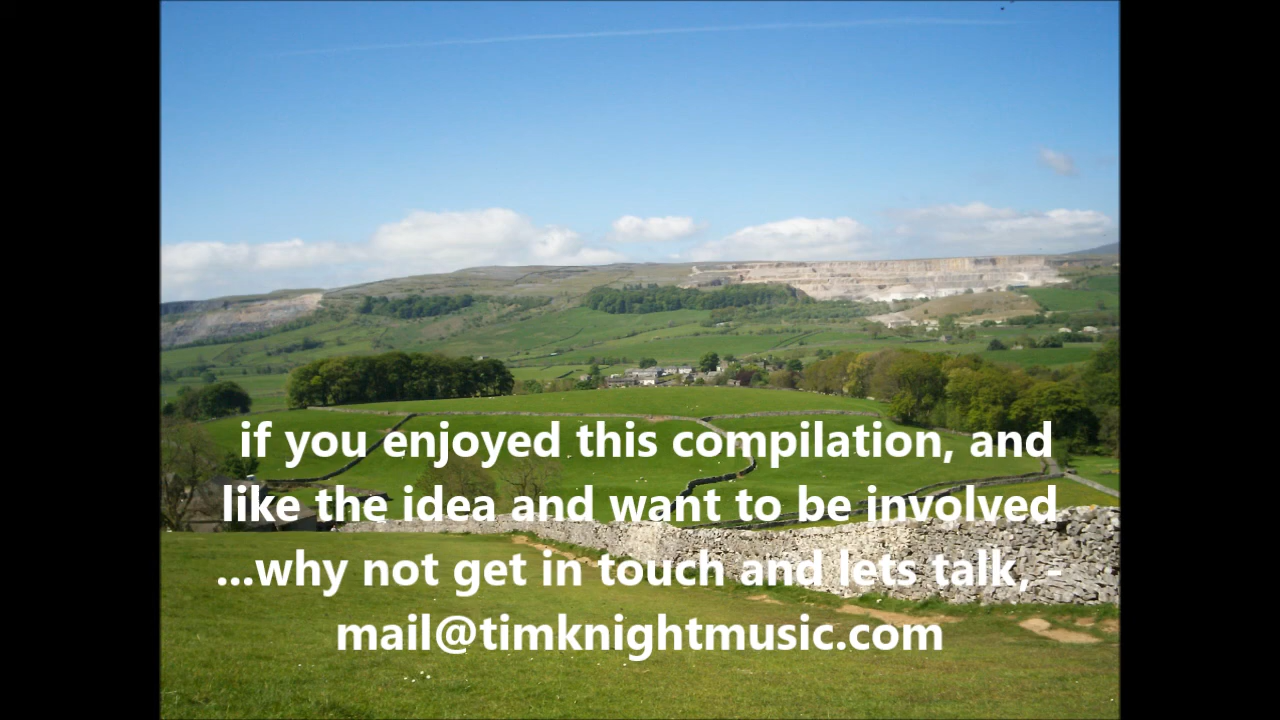 if you enjoyed this compilation, and
like the idea and want to be involved
...why not get in touch and lets talk, -
mail@timknightmusic.com